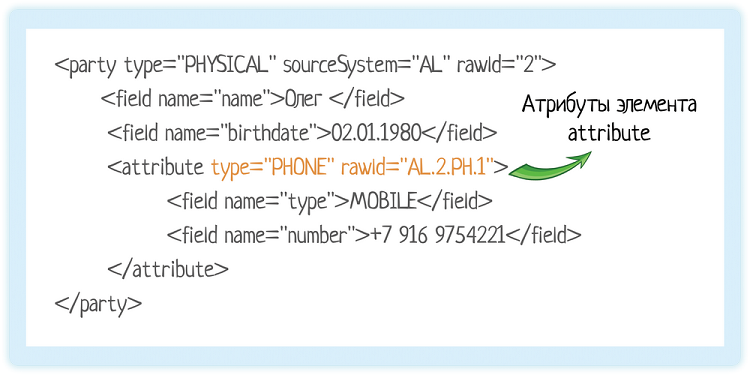 <party type="PHYSICAL" sourceSystem="AL" rawId="2">
<field name="name">Олег </field>
<field name="birthdate">02.01.1980</field>
<attribute type="PHONE" rawId="AL.2.PH.1">
<field name="type">MOBILE</field>
<field name="number">+7 916 9754221</field>
</attribute>
</party>
Атрибуты элемента
attribute